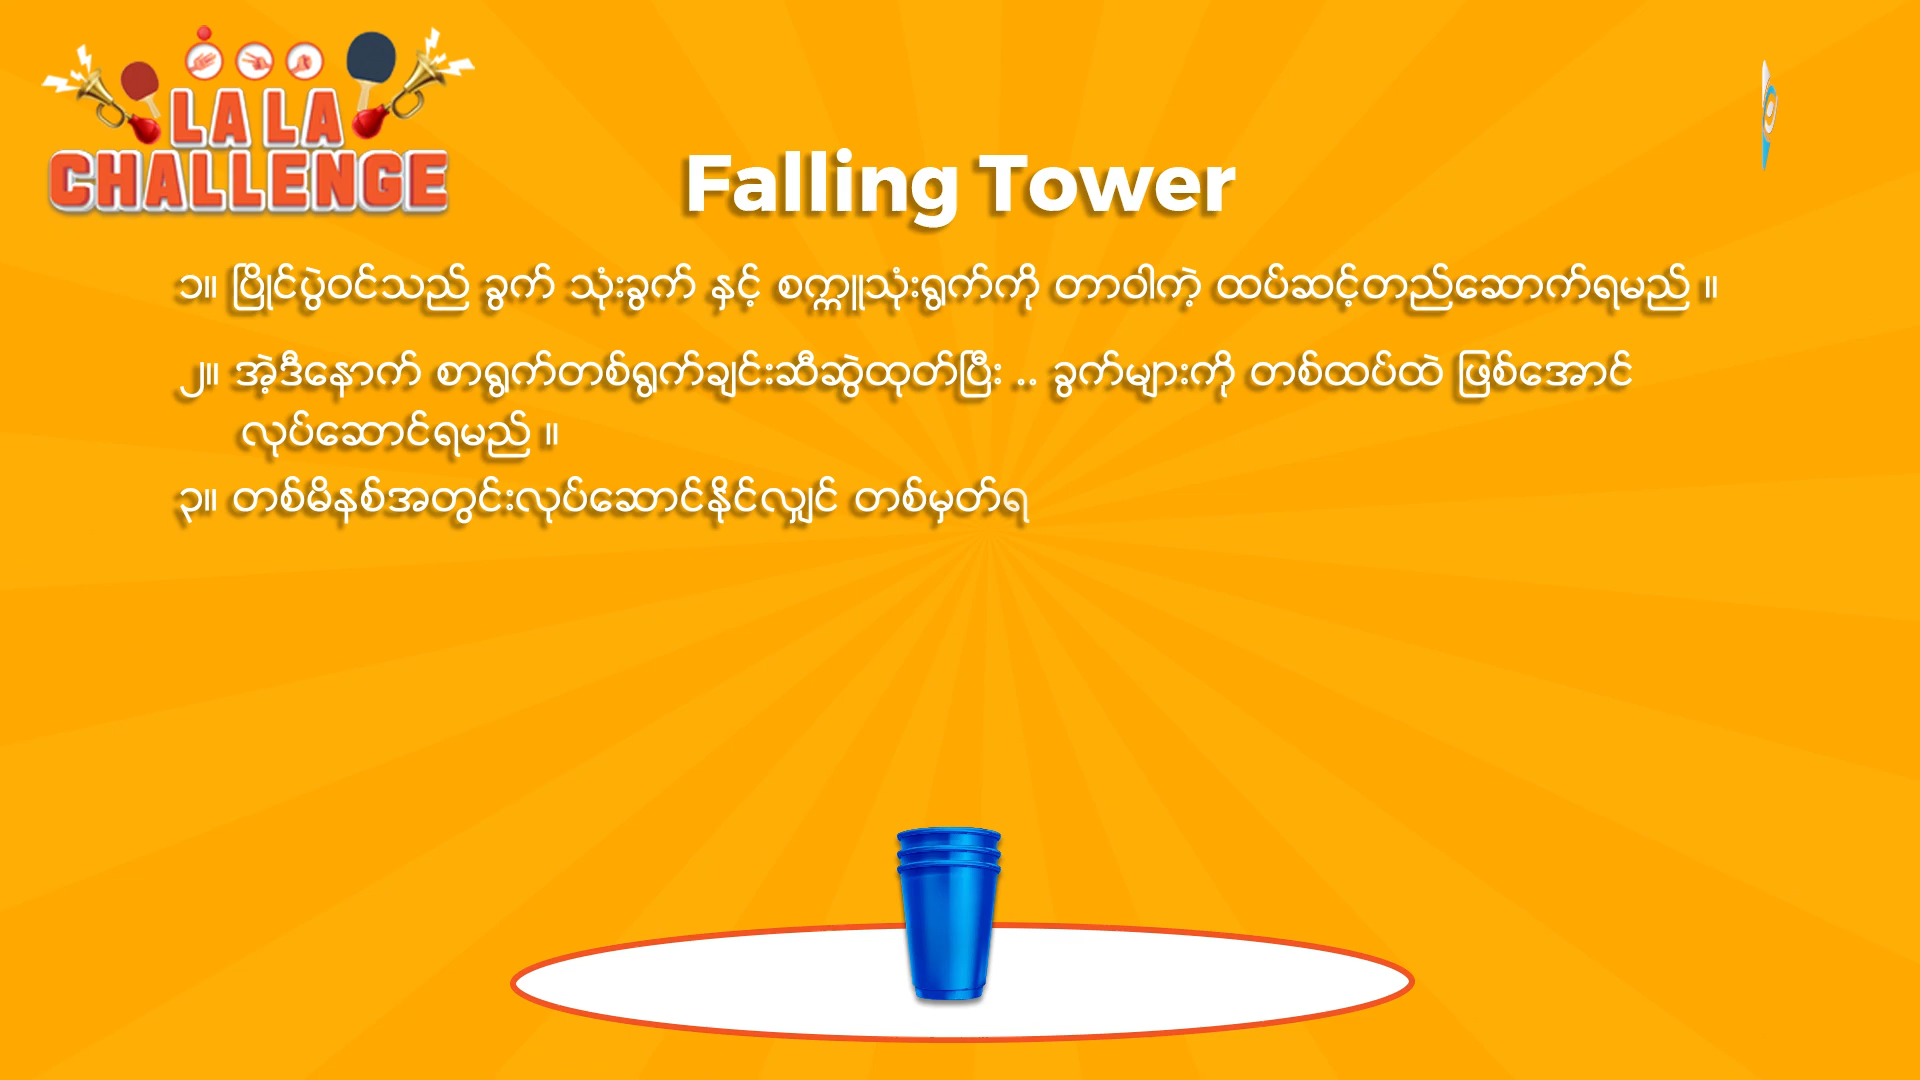 LA LA
CHALLENGE
Falling Tower
၁။ ပြိုင်ပွဲဝင်သည် ခွက် သုံးခွက် နှင့် စက္ကူသုံးရွက်ကို တာဝါကဲ့ ထပ်ဆင့်တည်ဆောက်ရမည် ။
၂။ အဲ့ဒီနောက် စာရွက်တစ်ရွက်ချင်းဆီဆွဲထုတ်ပြီး .. ခွက်များကို တစ်ထပ်ထဲ ဖြစ်အောင်
လုပ်ဆောင်ရမည် ။
၃။ တစ်မိနစ်အတွင်းလုပ်ဆောင်နိုင်လျှင် တစ်မှတ်ရ